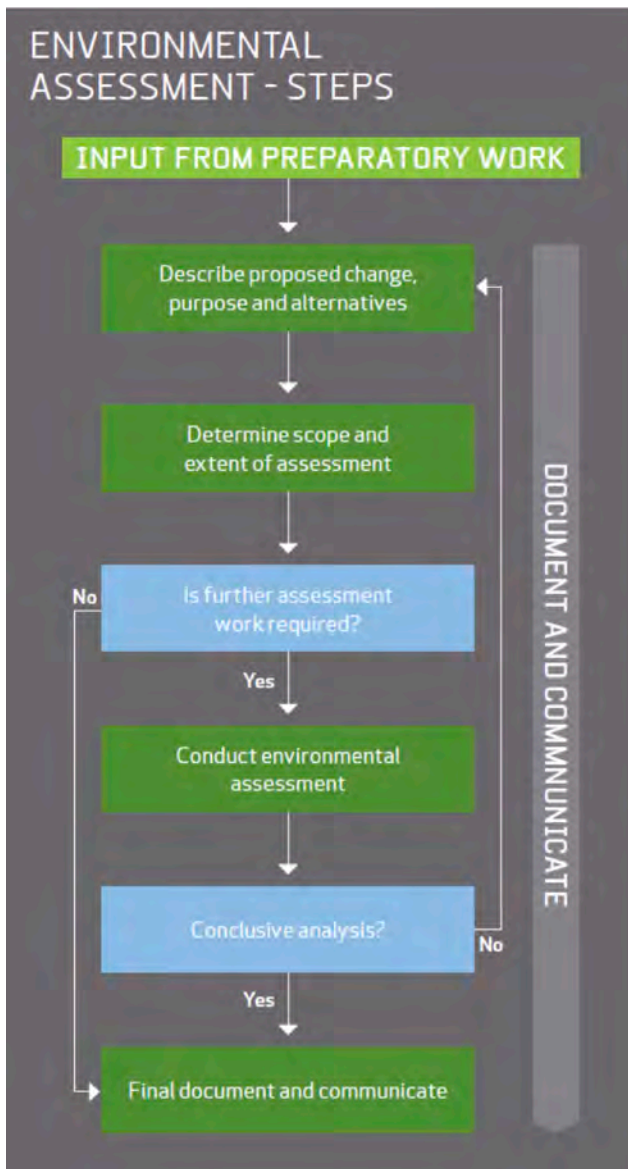 ENVIRONMENTAL
ASSESSMENT - STEPS
INPUT FROM PREPARATORY WORK
Describe proposed change,
purpose and alternatives
Determine scope and
extent of assessment
Is further assessment
work required?
No
Yes
Conduct environmental
assessment
Conclusive analysis?
No
Yes
Final document and communicate
DOCUMENT AND COMMNUNICATE